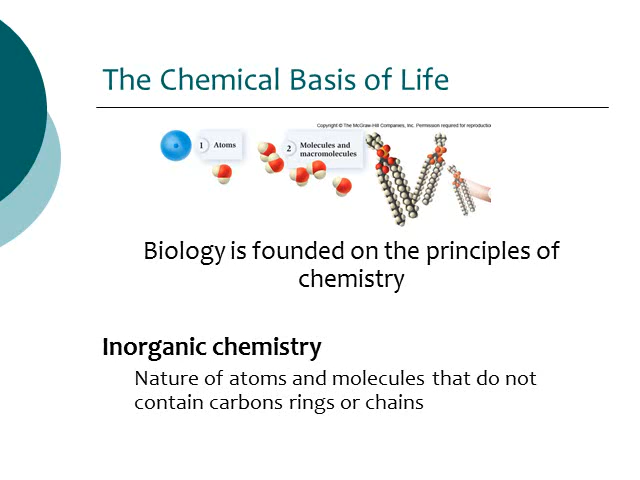 The Chemical Basis of Life
Copyright © The McGraw-Hill Companies, Inc. Permission required for reproductio
1 Atoms
2 Molecules and
macromolecules
Biology is founded on the principles of
chemistry
Inorganic chemistry
Nature of atoms and molecules that do not
contain carbons rings or chains